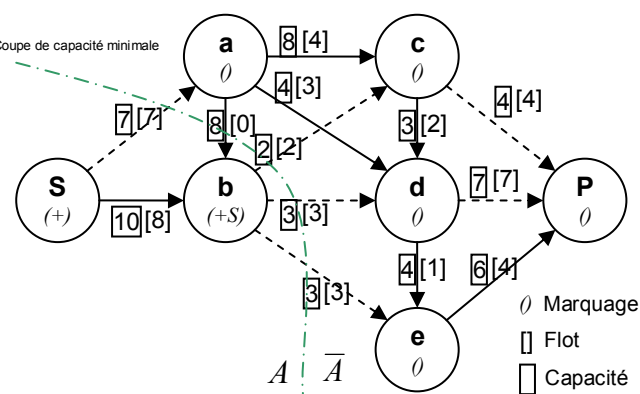 Coupe de capacité minimale
a
()
8 [4]
c
()
7 [7]
8 [0]
4 [3]
2 [2]
3 [2]
4 [4]
S
(+)
10 [8]
b
(+S)
3 [3]
d
()
7 [7]
P
()
3 [3]
4 [1]
6 [4]
e
()
A
A̅
() Marquage
[] Flot
Capacité